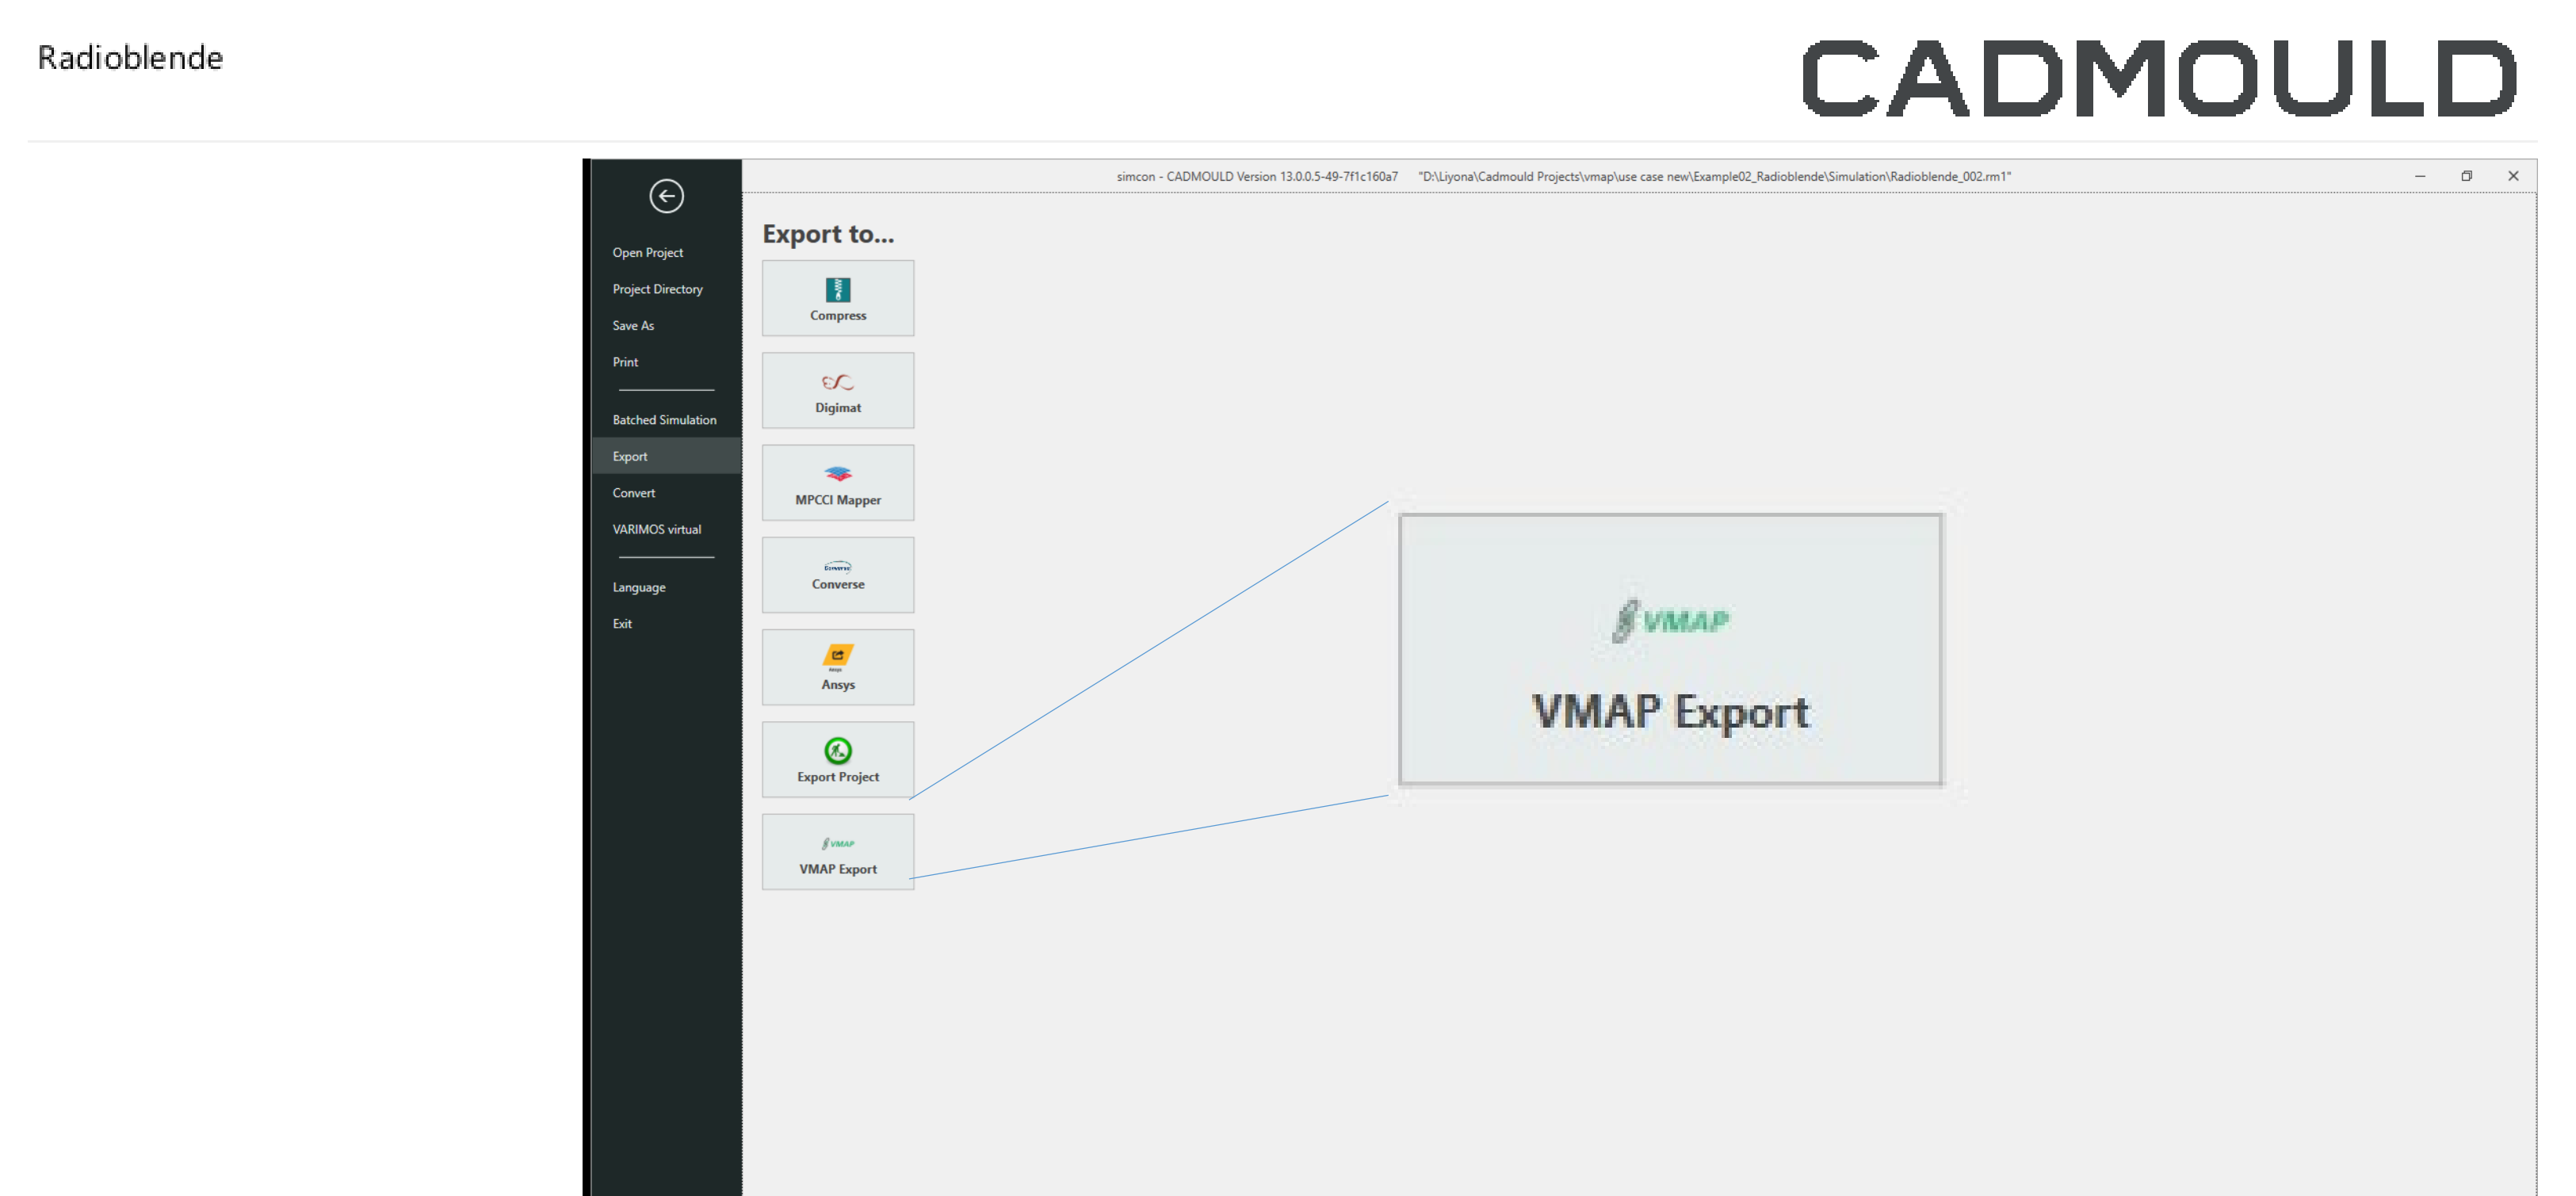 Radioblende
CADMOULD
simcon - CADMOULD Version 13.0.0.5-49-7f1c160a7 "D:\Liyona\Cadmould Projects\vmap\use case new\Example02_Radioblende\Simulation\Radioblende_002.rm1"
Open Project
Project Directory
Save As
Print
Batched Simulation
Export
Convert
VARIMOS virtual
Language
Exit
Export to...
Compress
Digimat
MPCCI Mapper
Converse
Converse
Ansys
Ansys
Export Project
VMAP
VMAP Export
VMAP
VMAP Export